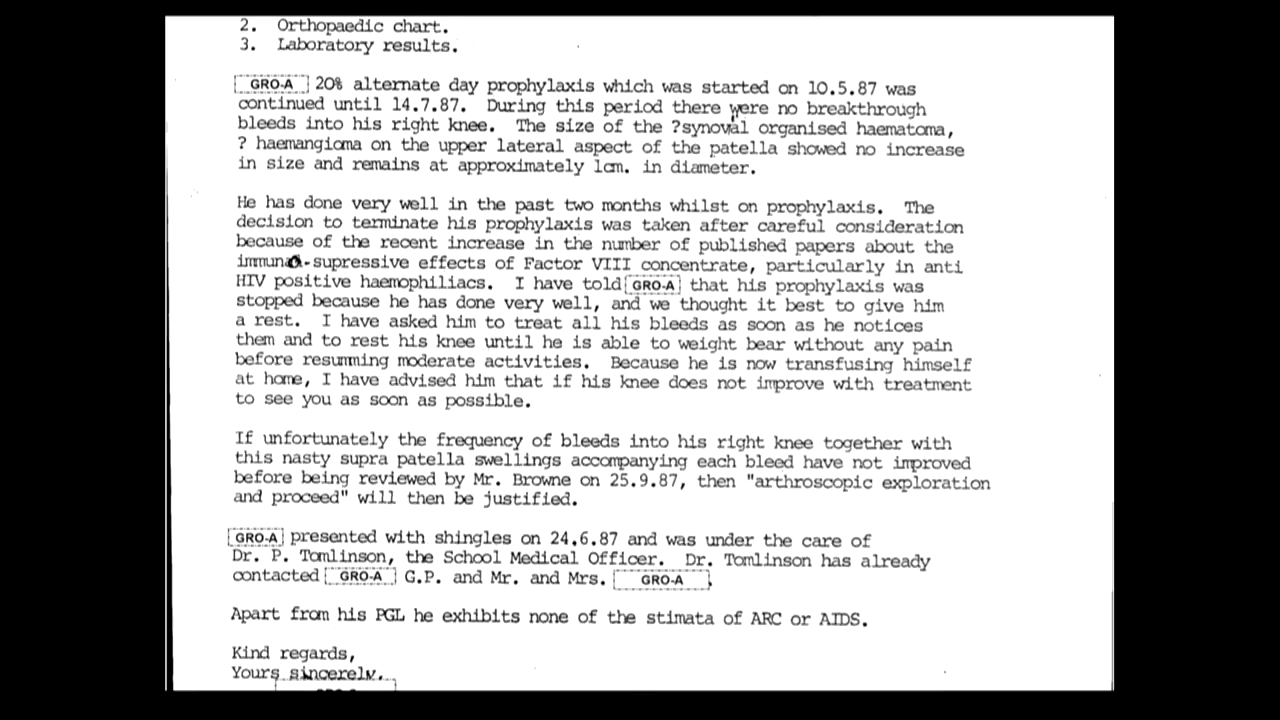 2. Orthopaedic chart.
3. Laboratory results.
GRO-A 20% alternate day prophylaxis which was started on 10.5.87 was
continued until 14.7.87. During this period there were no breakthrough
bleeds into his right knee. The size of the ?synoval organised haematoma,
? haemangioma on the upper lateral aspect of the patella showed no increase
in size and remains at approximately 1cm. in diameter.
He has done very well in the past two months whilst on prophylaxis. The
decision to terminate his prophylaxis was taken after careful consideration
because of the recent increase in the number of published papers about the
immuno-supressive effects of Factor VIII concentrate, particularly in anti
HIV positive haemophiliacs. I have told GRO-A that his prophylaxis was
stopped because he has done very well, and we thought it best to give him
a rest. I have asked him to treat all his bleeds as soon as he notices
them and to rest his knee until he is able to weight bear without any pain
before resumming moderate activities. Because he is now transfusing himself
at home, I have advised him that if his knee does not improve with treatment
to see you as soon as possible.
If unfortunately the frequency of bleeds into his right knee together with
this nasty supra patella swellings accompanying each bleed have not improved
before being reviewed by Mr. Browne on 25.9.87, then "arthroscopic exploration
and proceed" will then be justified.
GRO-A presented with shingles on 24.6.87 and was under the care of
Dr. P. Tomlinson, the School Medical Officer. Dr. Tomlinson has already
contacted GRO-A G.P. and Mr. and Mrs. GRO-A
Apart from his PGL he exhibits none of the stimata of ARC or AIDS.
Kind regards,
Yours sincerely,